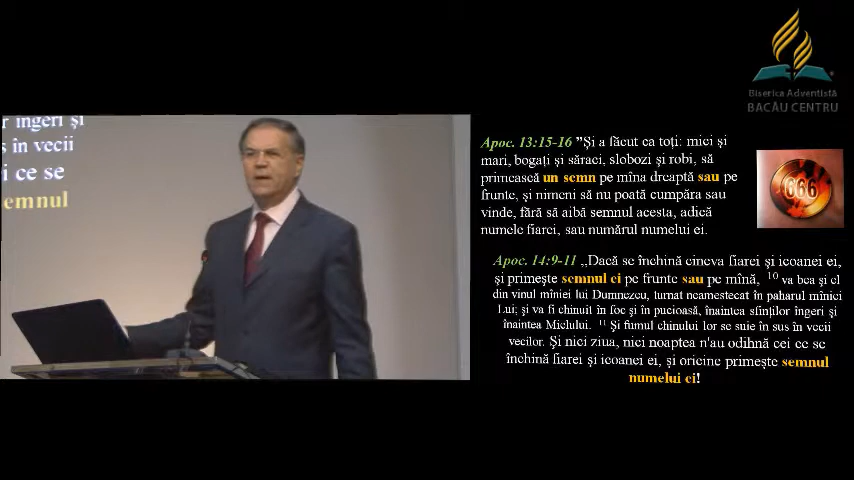 Biserica Adventistă
BACĂU CENTRU
r îngeri și
s în vecii
i ce se
semnul
Apoc. 13:15-16 "Și a făcut ca toți: mici și
mari, bogați și săraci, slobozi și robi, să
primească un semn pe mîna dreaptă sau pe
frunte, și nimeni să nu poată cumpăra sau
vinde, fără să aibă semnul acesta, adică
numele fiarei, sau numărul numelui ei.
666
Apoc. 14:9-11 „Dacă se închină cineva fiarei și icoanei ei,
și primește semnul ei pe frunte sau pe mînă, 10 va bea și el
din vinul mîniei lui Dumnezeu, turnat neamestecat în paharul mîniei
Lui; și va fi chinuit în foc și în pucioasă, înaintea sfinților îngeri și
înaintea Mielului. 11 Și fumul chinului lor se suie în sus în vecii
vecilor. Și nici ziua, nici noaptea n'au odihnă cei ce se
închină fiarei și icoanei ei, și oricine primește semnul
numelui ei!